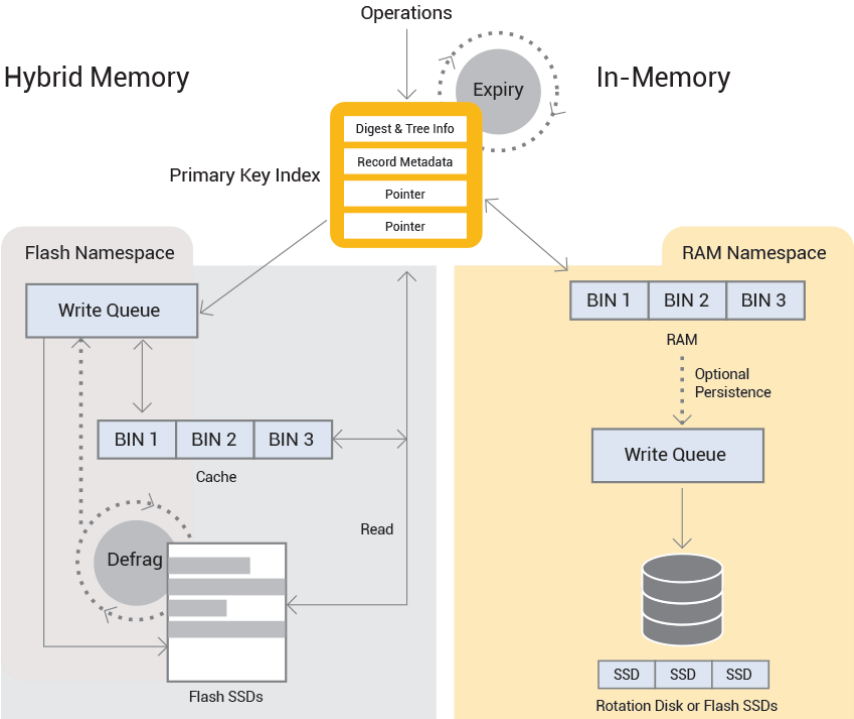 Operations
Hybrid Memory
Expiry
In-Memory
Digest & Tree Info
Record Metadata
Pointer
Pointer
Primary Key Index
Flash Namespace
Write Queue
BIN 1
BIN 2
BIN 3
Cache
Read
Defrag
Flash SSDs
RAM Namespace
BIN 1
BIN 2
BIN 3
RAM
Optional
Persistence
Write Queue
SSD
SSD
SSD
Rotation Disk or Flash SSDs